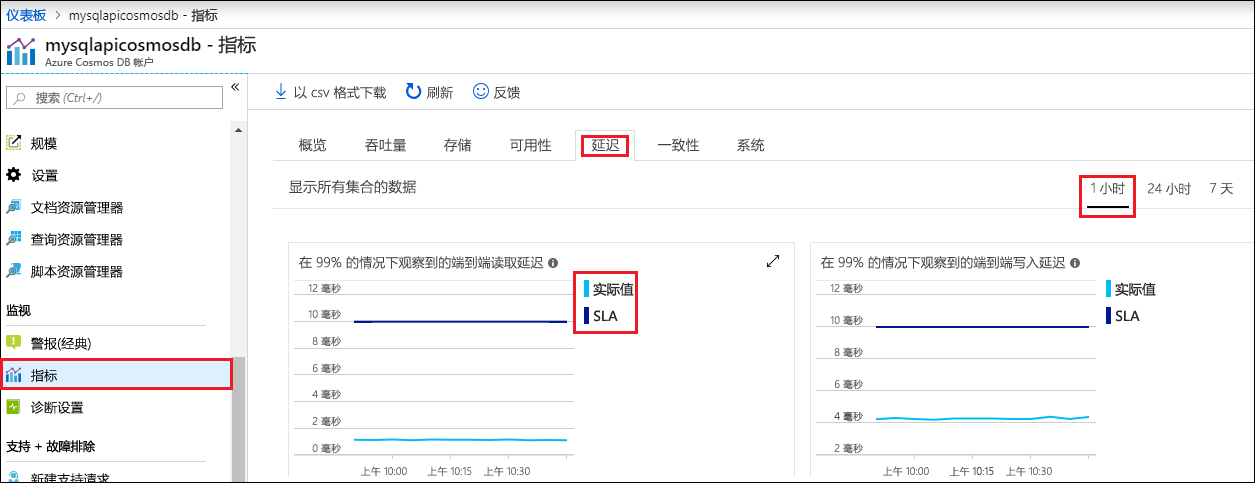 仪表板 > mysqlapicosmosdb - 指标
mysqlapicosmosdb - 指标
Azure Cosmos DB 帐户
搜索 (Ctrl+/)
«
规模
设置
文档资源管理器
查询资源管理器
脚本资源管理器
监视
警报(经典)
指标
诊断设置
支持 + 故障排除
新建支持请求
以 csv 格式下载 刷新 反馈
概览 吞吐量 存储 可用性 延迟 一致性 系统
显示所有集合的数据
1 小时 24 小时 7 天
在 99% 的情况下观察到的端到端读取延迟
12 毫秒
10 毫秒
8 毫秒
6 毫秒
4 毫秒
2 毫秒
0 毫秒
上午 10:00 上午 10:15 上午 10:30
实际值
SLA
在 99% 的情况下观察到的端到端写入延迟
12 毫秒
10 毫秒
8 毫秒
6 毫秒
4 毫秒
2 毫秒
上午 10:00 上午 10:15 上午 10:30
实际值
SLA